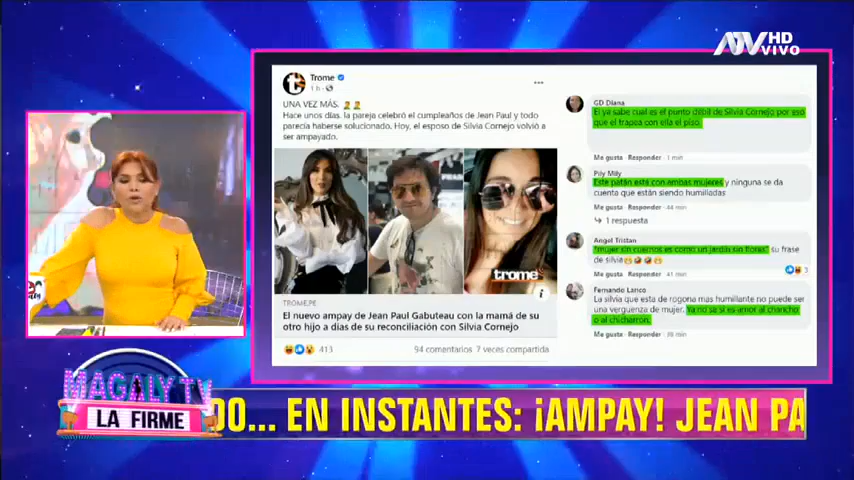 ATV HD
VIVO
Trome
1 h
UNA VEZ MÁS.
Hace unos días, la pareja celebró el cumpleaños de Jean Paul y todo
parecía haberse solucionado. Hoy, el esposo de Silvia Cornejo volvió a
ser ampayado.
trome
TROME.PE
El nuevo ampay de Jean Paul Gabuteau con la mamá de su
otro hijo a días de su reconciliación con Silvia Cornejo
413
94 comentarios 7 veces compartida
GD Diana
El ya sabe cual es el punto débil de Silvia Cornejo por eso
que el trapea con ella el piso.
Me gusta · Responder · 1 min
Pily Mily
Este patán está con ambas mujeres y ninguna se da
cuenta que están siendo humilladas
Me gusta · Responder · 44 min
1 respuesta
Angel Tristan
"mujer sin cuernos es como un jardín sin flores" su frase
de silvia
3
Me gusta · Responder · 41 min
Fernando Lanco
La silvia que esta de rogona mas humillante no puede ser
una verguenza de mujer. Ya no sa si es amor al chancho
o al chicharron.
Me gusta · Responder · 38 min
MAGALY TV
LA FIRME
DO... EN INSTANTES: ¡AMPAY! JEAN PA